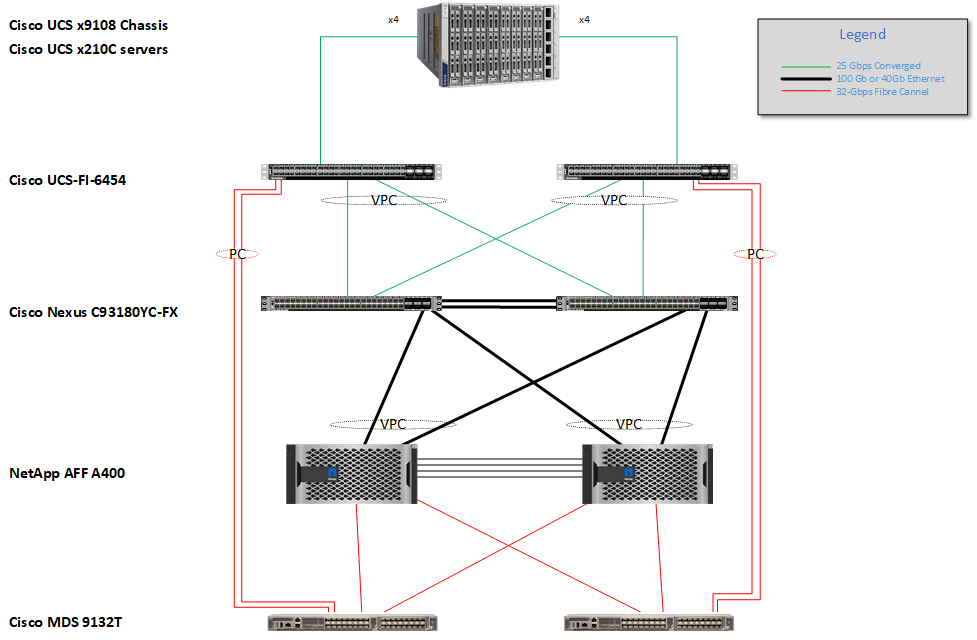 Cisco UCS x9108 Chassis
Cisco UCS x210C servers
x4
x4
Legend
25 Gbps Converged
100 Gb or 40Gb Ethernet
32-Gbps Fibre Cannel
Cisco UCS-FI-6454
VPC
VPC
PC
PC
Cisco Nexus C93180YC-FX
VPC
VPC
NetApp AFF A400
Cisco MDS 9132T